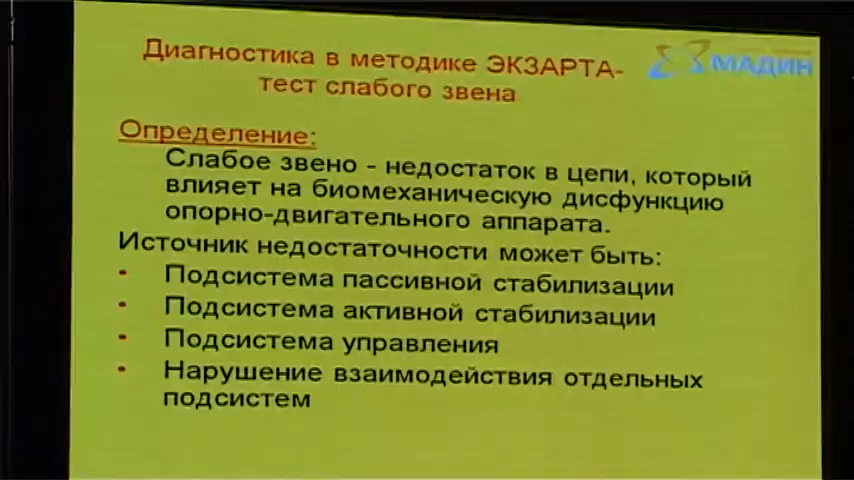 Диагностика в методике ЭКЗАРТА-
тест слабого звена
МАДИН
Определение:
Слабое звено - недостаток в цепи, который
влияет на биомеханическую дисфункцию
опорно-двигательного аппарата.
Источник недостаточности может быть:
• Подсистема пассивной стабилизации
• Подсистема активной стабилизации
• Подсистема управления
• Нарушение взаимодействия отдельных
подсистем